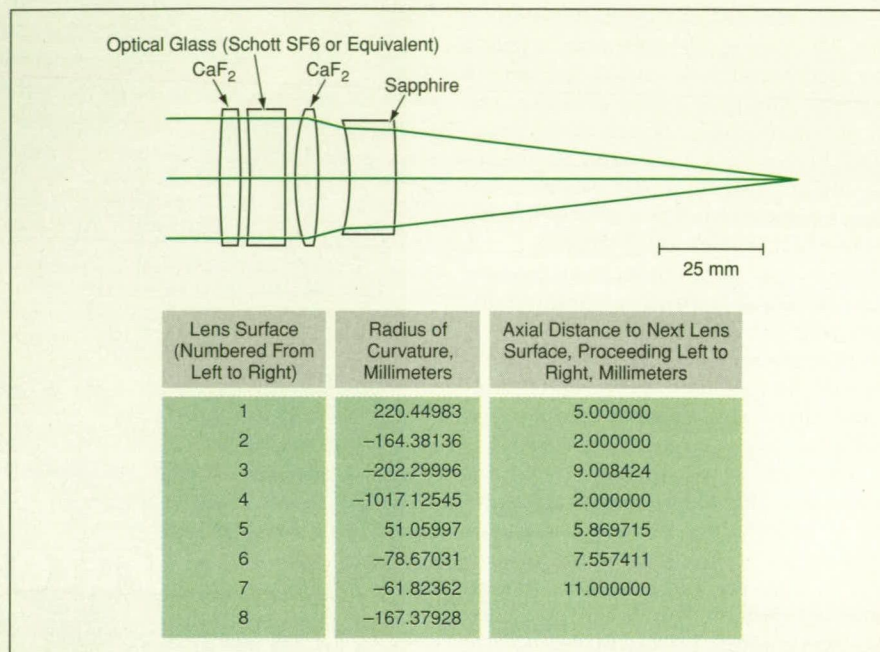 Optical Glass (Schott SF6 or Equivalent)
CaF2
CaF2
Sapphire
25 mm
Lens Surface (Numbered From Left to Right)
Radius of Curvature, Millimeters
Axial Distance to Next Lens Surface, Proceeding Left to Right, Millimeters
1 220.44983 5.000000
2 –164.38136 2.000000
3 –202.29996 9.008424
4 –1017.12545 2.000000
5 51.05997 5.869715
6 –78.67031 7.557411
7 –61.82362 11.000000
8 –167.37928